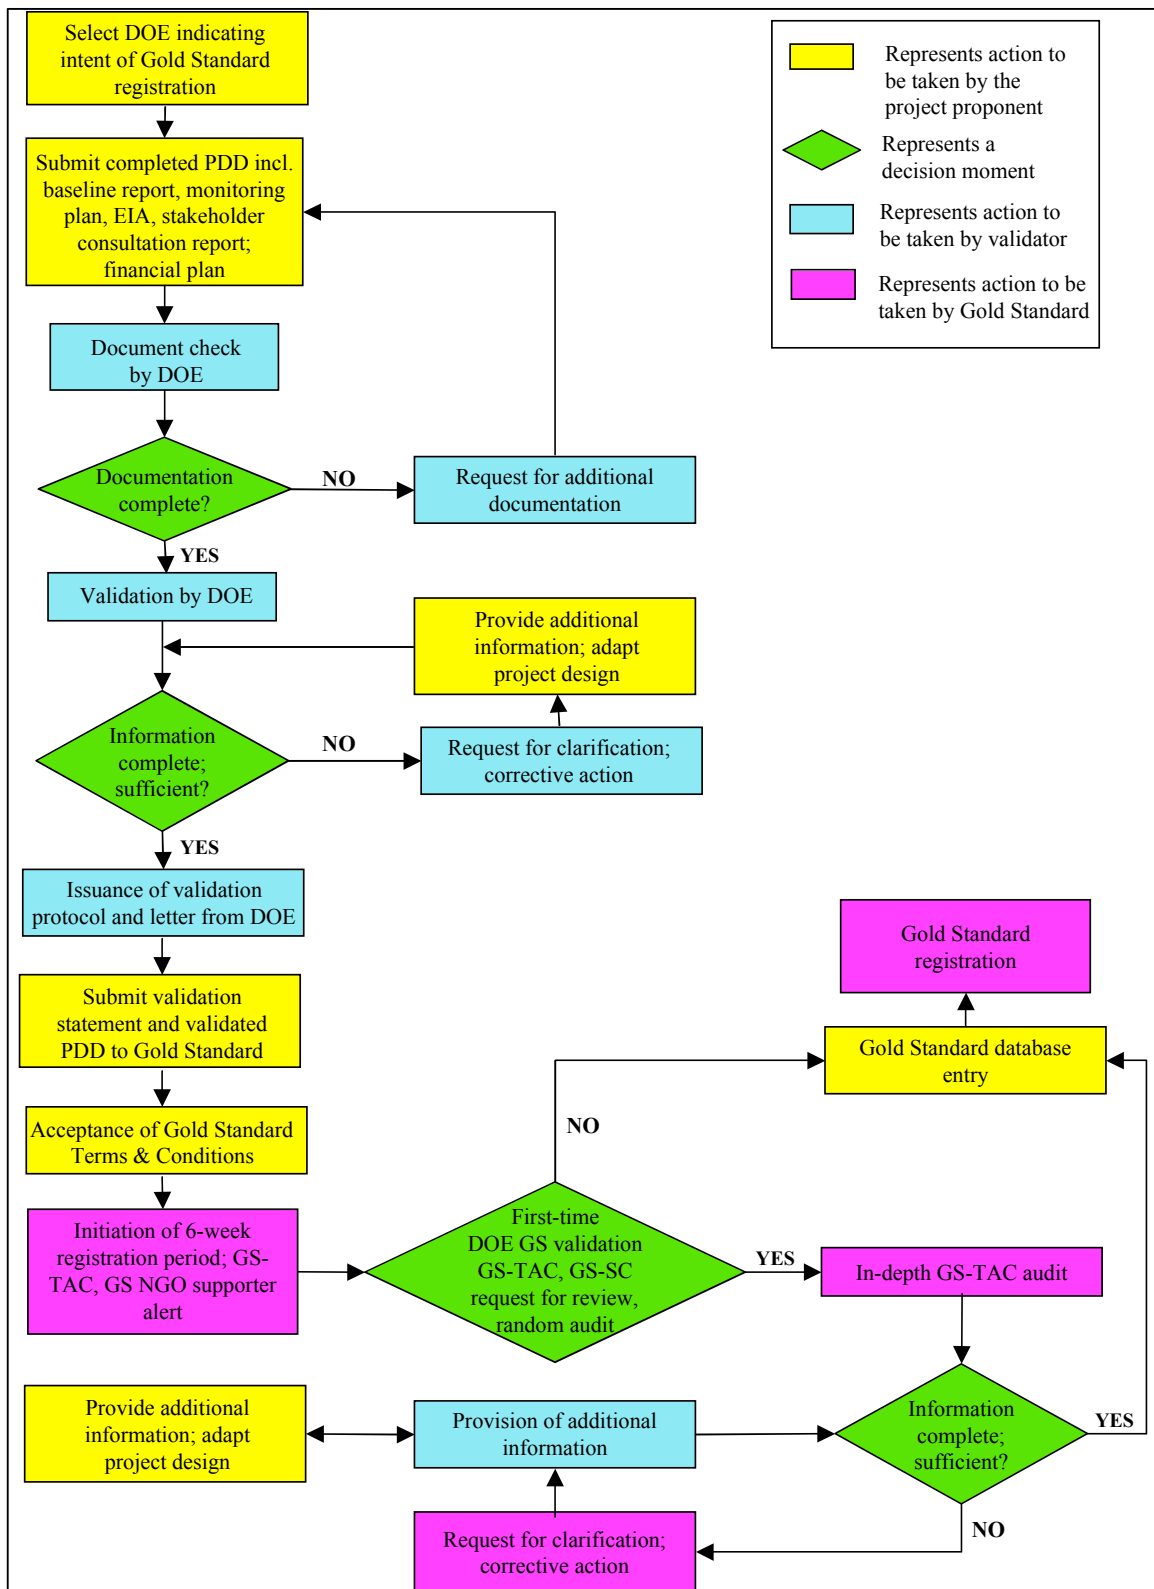 Select DOE indicating
intent of Gold Standard
registration
Submit completed PDD incl.
baseline report, monitoring
plan, EIA, stakeholder
consultation report;
financial plan
Document check
by DOE
Documentation
complete?
NO
Request for additional
documentation
YES
Validation by DOE
Provide additional
information; adapt
project design
Information
complete;
sufficient?
NO
Request for clarification;
corrective action
YES
Issuance of validation
protocol and letter from DOE
Submit validation
statement and validated
PDD to Gold Standard
Acceptance of Gold Standard
Terms & Conditions
Initiation of 6-week
registration period; GS-
TAC, GS NGO supporter
alert
First-time
DOE GS validation
GS-TAC, GS-SC
request for review,
random audit
NO
YES
Gold Standard
registration
Gold Standard database
entry
In-depth GS-TAC audit
Information
complete;
sufficient?
YES
NO
Provide additional
information; adapt
project design
Provision of additional
information
Request for clarification;
corrective action
Represents action to
be taken by the
project proponent
Represents a
decision moment
Represents action to
be taken by validator
Represents action to be
taken by Gold Standard